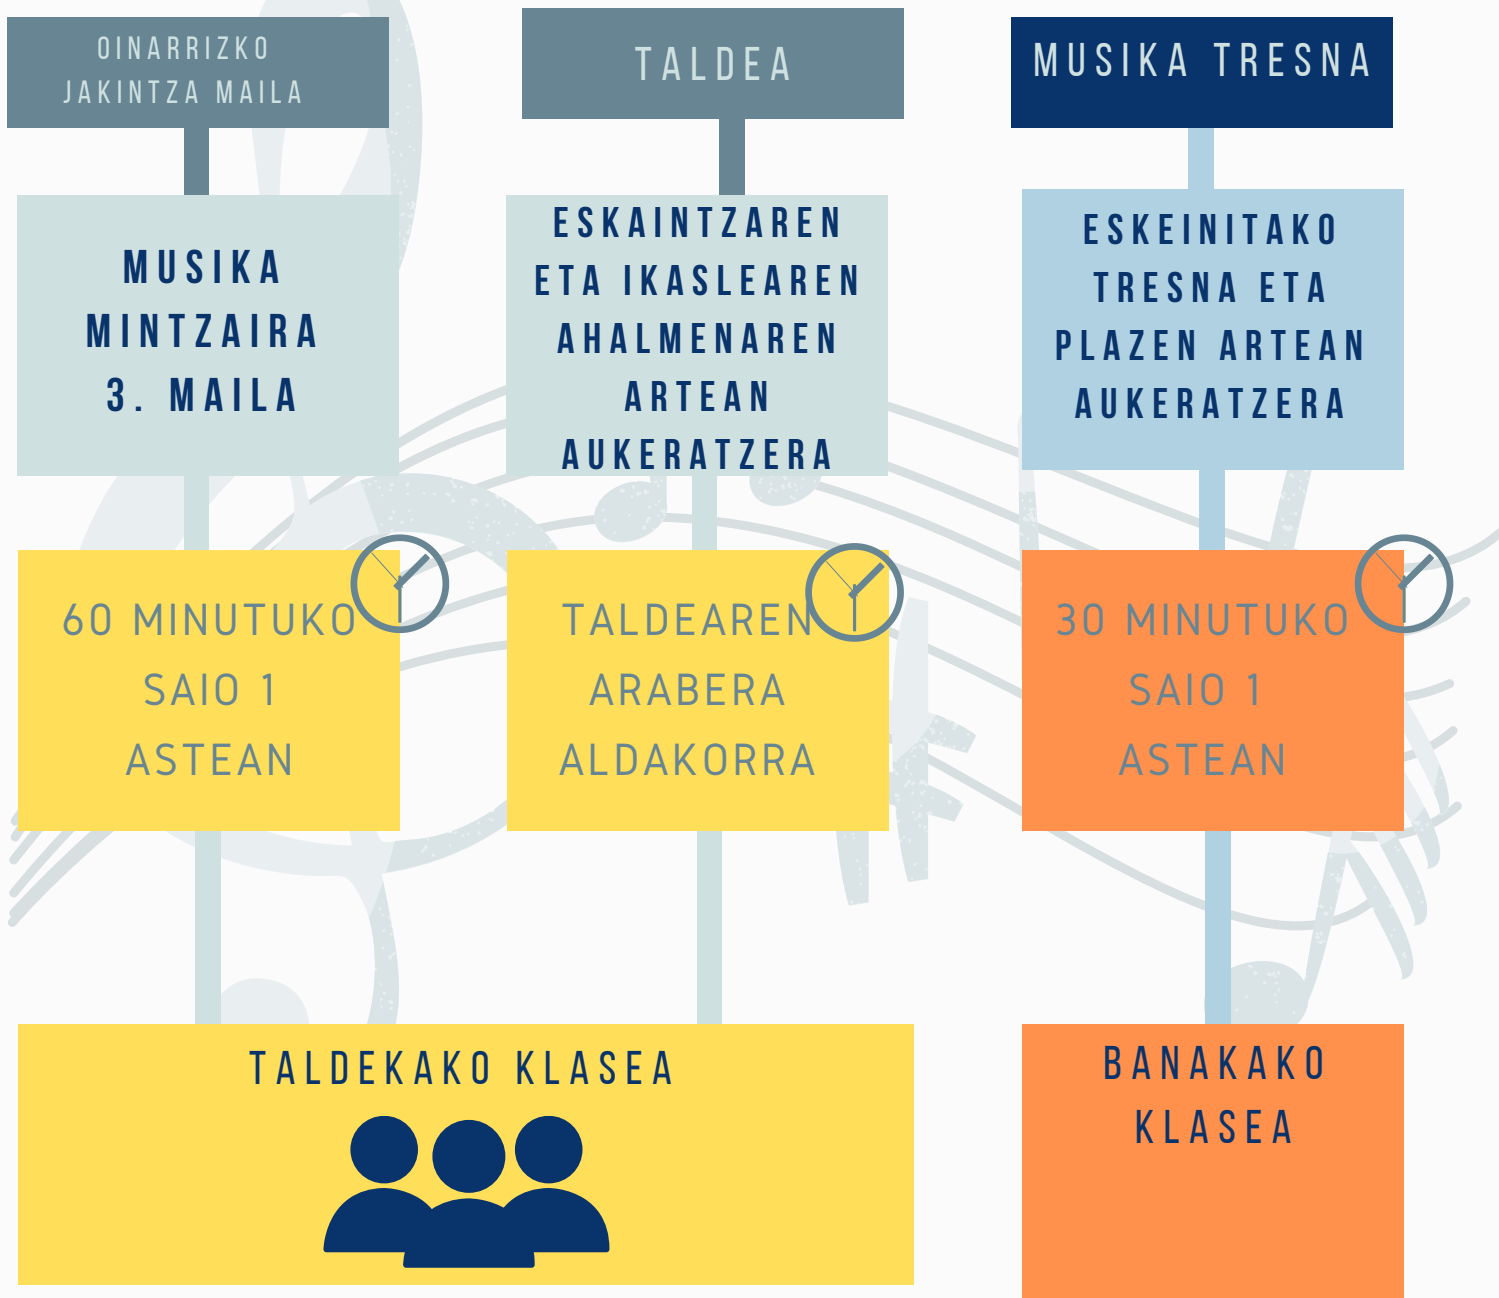 OINARRIZKO
JAKINTZA MAILA
MUSIKA
MINTZAIRA
3. MAILA
60 MINUTUKO
SAIO 1
ASTEAN
TALDEA
ESKAINTZAREN
ETA IKASLEAREN
AHALMENAREN
ARTEAN
AUKERATZERA
TALDEAREN
ARABERA
ALDAKORRA
TALDEKAKO KLASEA
MUSIKA TRESNA
ESKEINITAKO
TRESNA ETA
PLAZEN ARTEAN
AUKERATZERA
30 MINUTUKO
SAIO 1
ASTEAN
BANAKAKO
KLASEA